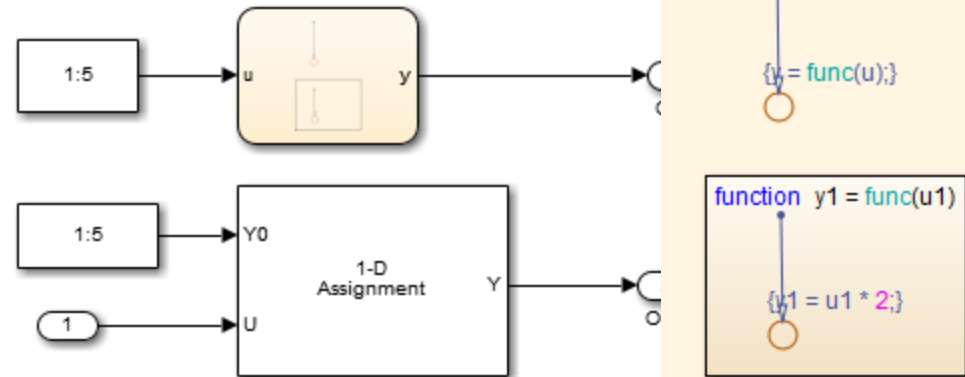 1:5
u
y
{y = func(u);}
function y1 = func(u1)
{y1 = u1 * 2;}
1:5
Y0
1-D
Assignment
Y
1
U